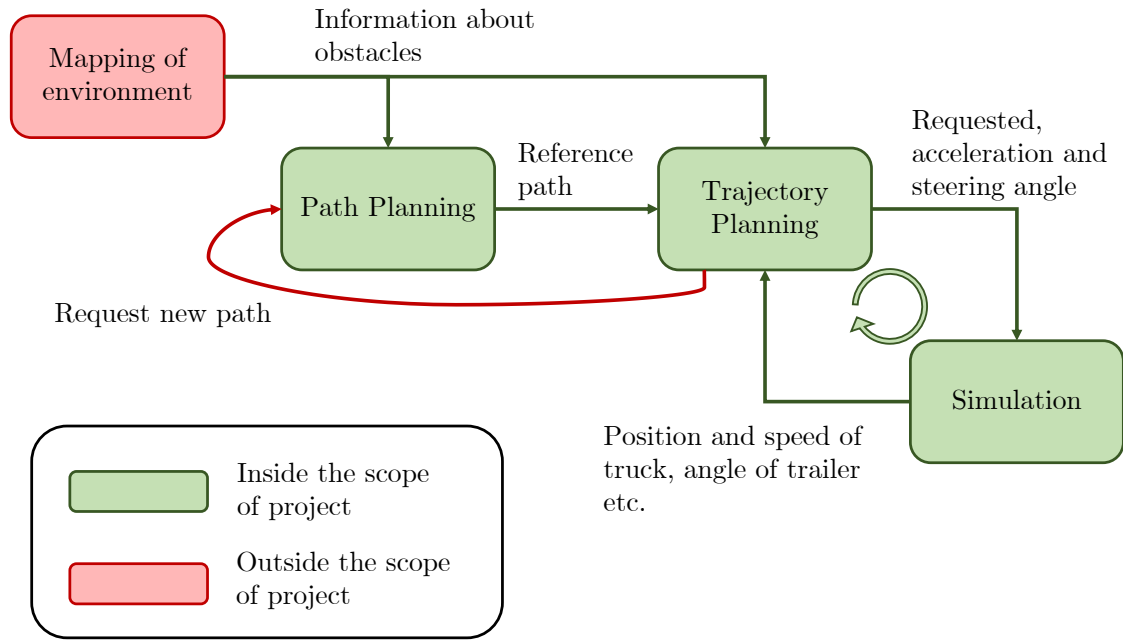 Information about
obstacles
Mapping of
environment
Requested,
acceleration and
steering angle
Reference
path
Path Planning
Trajectory
Planning
Request new path
Simulation
Position and speed of
truck, angle of trailer
etc.
Inside the scope
of project
Outside the scope
of project